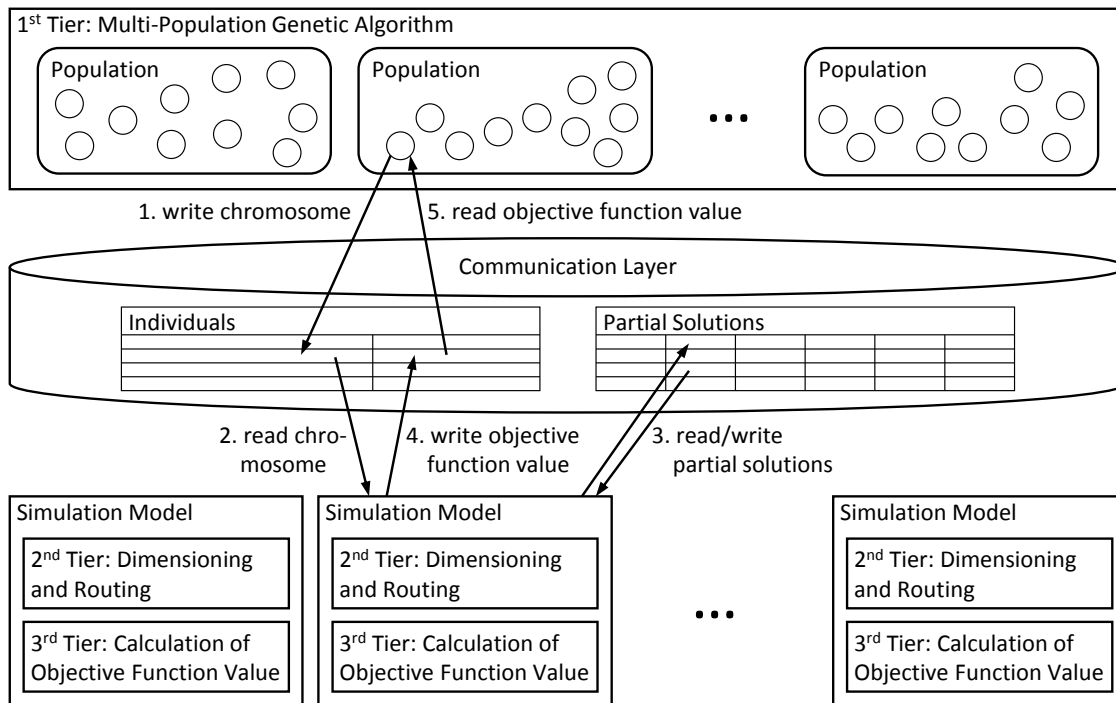 1st Tier: Multi-Population Genetic Algorithm
Population
Population
...
Population
1. write chromosome
5. read objective function value
Communication Layer
Individuals
Partial Solutions
2. read chro-
mosome
4. write objective
function value
3. read/write
partial solutions
Simulation Model
2nd Tier: Dimensioning
and Routing
3rd Tier: Calculation of
Objective Function Value
Simulation Model
2nd Tier: Dimensioning
and Routing
3rd Tier: Calculation of
Objective Function Value
...
Simulation Model
2nd Tier: Dimensioning
and Routing
3rd Tier: Calculation of
Objective Function Value